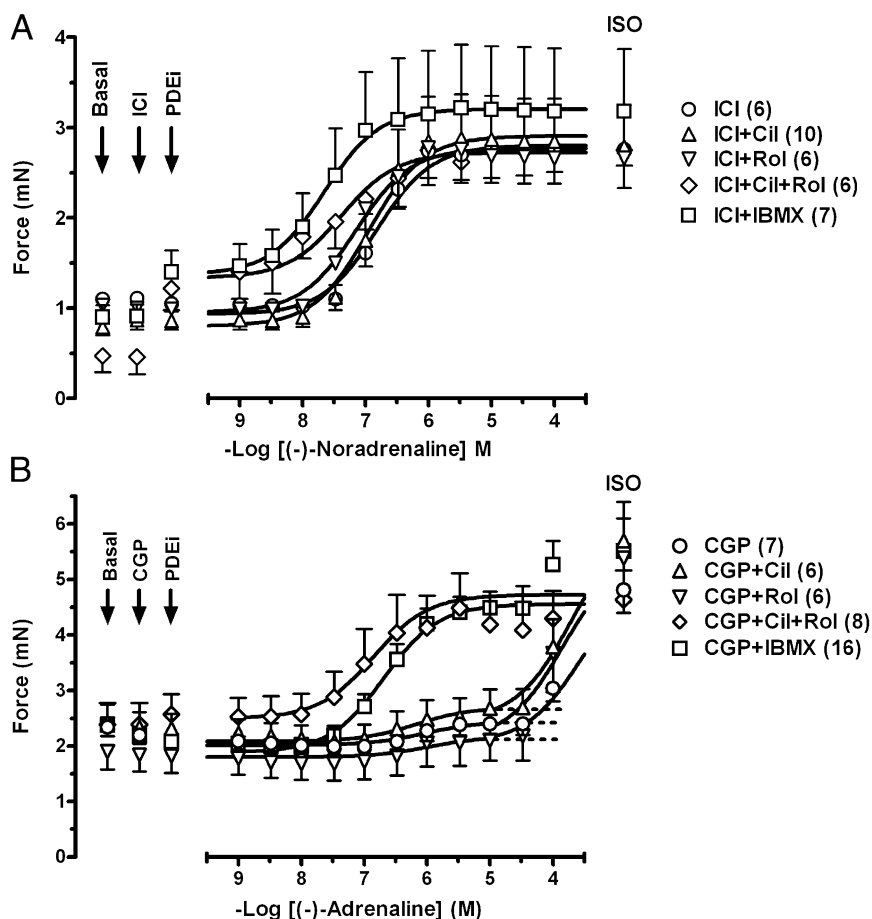 A
ISO
Basal
ICI
PDEi
4
3
2
1
0
Force (mN)
ICI (6)
ICI+Cil (10)
ICI+Rol (6)
ICI+Cil+Rol (6)
ICI+IBMX (7)
9 8 7 6 5 4
-Log [(-)-Noradrenaline] M
B
ISO
Basal
CGP
PDEi
6
5
4
3
2
1
0
Force (mN)
CGP (7)
CGP+Cil (6)
CGP+Rol (6)
CGP+Cil+Rol (8)
CGP+IBMX (16)
9 8 7 6 5 4
-Log [(-)-Adrenaline] (M)